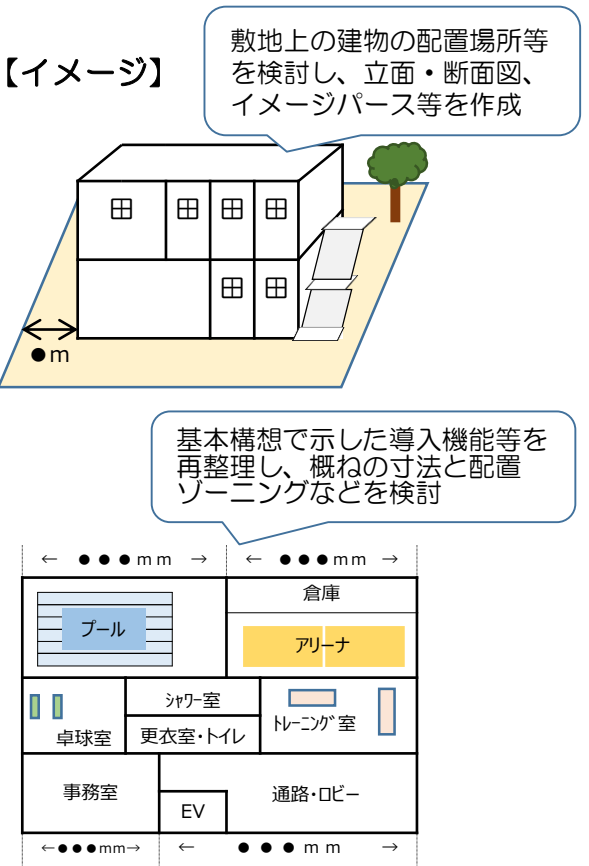 【イメージ】
敷地上の建物の配置場所等
を検討し、立面・断面図、
イメージパース等を作成
●m
基本構想で示した導入機能等を
再整理し、概ねの寸法と配置
ゾーニングなどを検討
← ●●●mm → ← ●●●mm →
プール
倉庫
アリーナ
卓球室
シャワー室
更衣室・トイレ
トレーニング室
事務室
EV
通路・ロビー
←●●●mm→ ← ●●●mm →